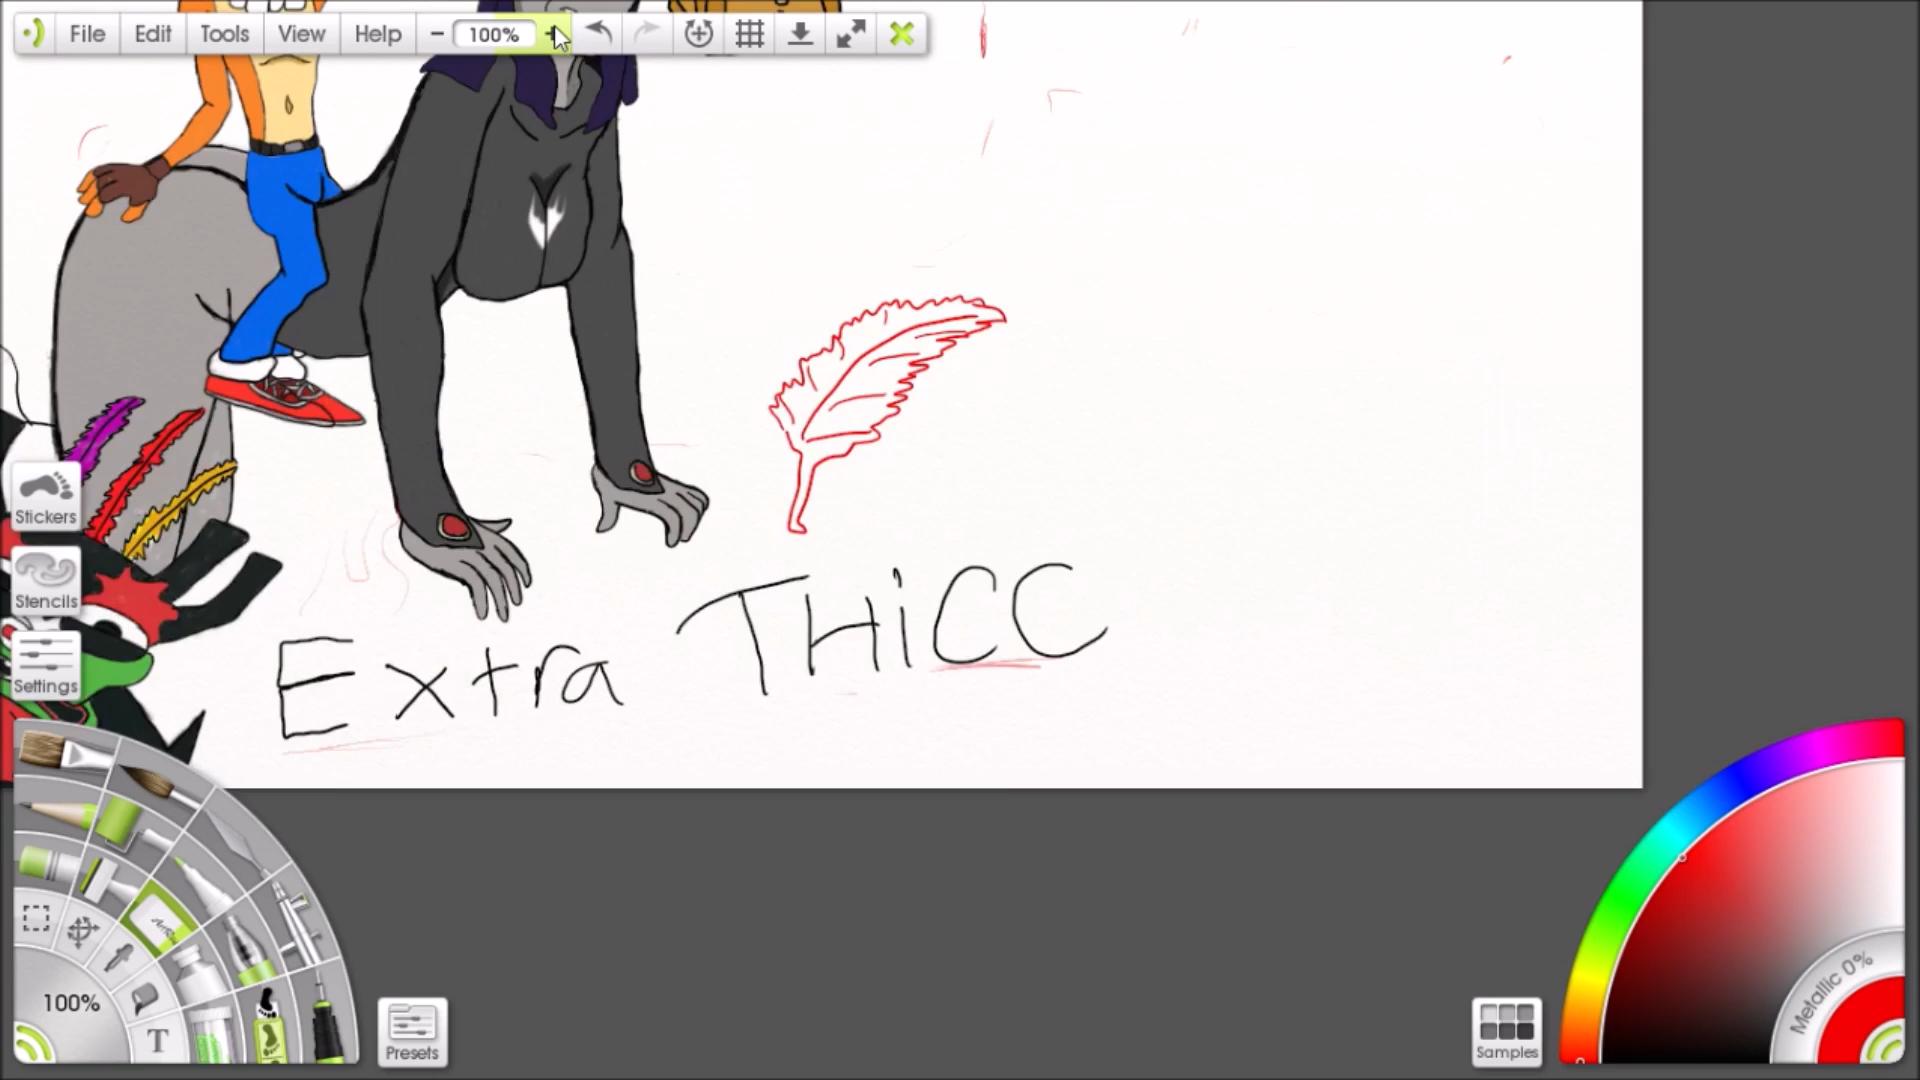 File Edit Tools View Help 100%
Stickers
Stencils
Settings
Extra THiCC
100%
T
Presets
Samples
Metallic 0%